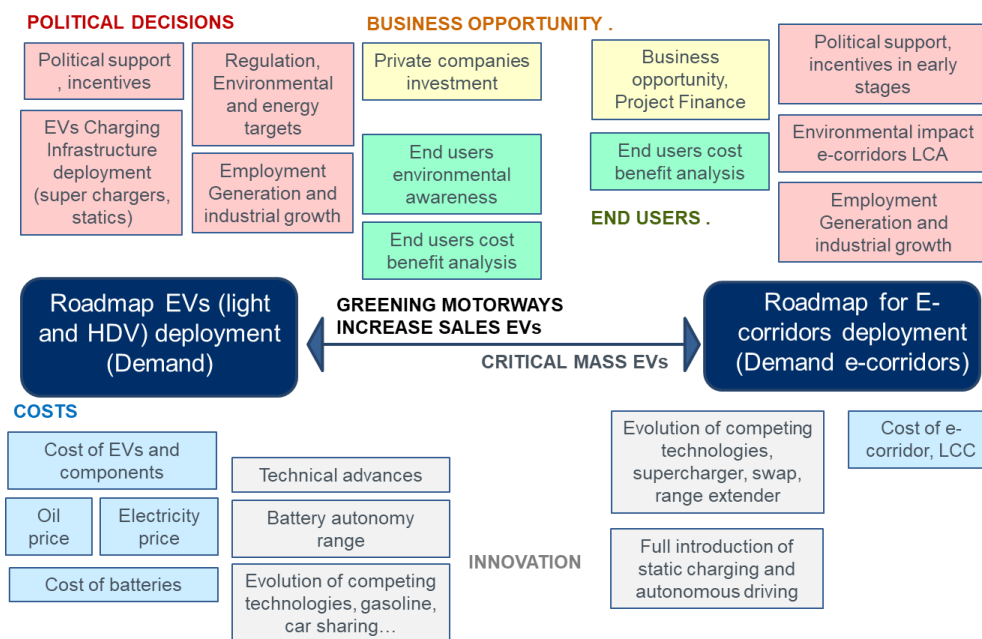 POLITICAL DECISIONS
Political support
, incentives
Regulation,
Environmental
and energy
targets
EVs Charging
Infrastructure
deployment
(super chargers,
statics)
Employment
Generation and
industrial growth
BUSINESS OPPORTUNITY .
Private companies
investment
End users
environmental
awareness
End users cost
benefit analysis
Business
opportunity,
Project Finance
End users cost
benefit analysis
END USERS .
Political support,
incentives in early
stages
Environmental impact
e-corridors LCA
Employment
Generation and
industrial growth
Roadmap EVs (light
and HDV) deployment
(Demand)
GREENING MOTORWAYS
INCREASE SALES EVs
CRITICAL MASS EVs
Roadmap for E-
corridors deployment
(Demand e-corridors)
COSTS
Cost of EVs and
components
Oil
price
Electricity
price
Cost of batteries
Technical advances
Battery autonomy
range
Evolution of competing
technologies, gasoline,
car sharing…
INNOVATION
Evolution of competing
technologies,
supercharger, swap,
range extender
Full introduction of
static charging and
autonomous driving
Cost of e-
corridor, LCC